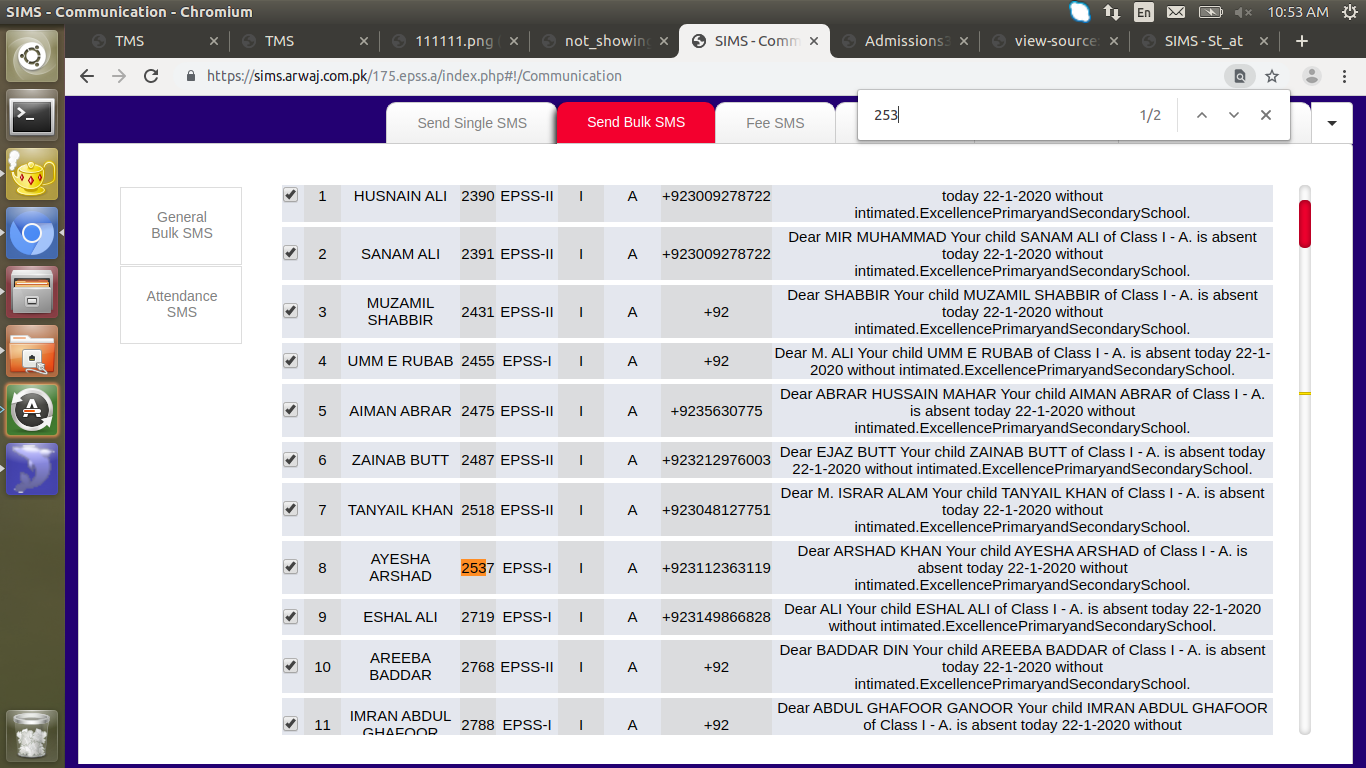 SIMS - Communication - Chromium
En
10:53 AM
TMS
TMS
111111.png (
not_showing
SIMS - Comm
Admissions
view-source:
SIMS - St_at
https://sims.arwaj.com.pk/175.epss.a/index.php#!/Communication
253
1/2
Send Single SMS
Send Bulk SMS
Fee SMS
General
Bulk SMS
Attendance
SMS
1 HUSNAIN ALI 2390 EPSS-II I A +923009278722 today 22-1-2020 without
intimated.ExcellencePrimaryandSecondarySchool.
2 SANAM ALI 2391 EPSS-II I A +923009278722 Dear MIR MUHAMMAD Your child SANAM ALI of Class I - A. is absent
today 22-1-2020 without
intimated.ExcellencePrimaryandSecondarySchool.
3 MUZAMIL
SHABBIR 2431 EPSS-II I A +92 Dear SHABBIR Your child MUZAMIL SHABBIR of Class I - A. is absent
today 22-1-2020 without
intimated.ExcellencePrimaryandSecondarySchool.
4 UMM E RUBAB 2455 EPSS-I I A +92 Dear M. ALI Your child UMM E RUBAB of Class I - A. is absent today 22-1-
2020 without intimated.ExcellencePrimaryandSecondarySchool.
5 AIMAN ABRAR 2475 EPSS-II I A +9235630775 Dear ABRAR HUSSAIN MAHAR Your child AIMAN ABRAR of Class I - A.
is absent today 22-1-2020 without
intimated.ExcellencePrimaryandSecondarySchool.
6 ZAINAB BUTT 2487 EPSS-II I A +923212976003 Dear EJAZ BUTT Your child ZAINAB BUTT of Class I - A. is absent today
22-1-2020 without intimated.ExcellencePrimaryandSecondarySchool.
7 TANYAIL KHAN 2518 EPSS-II I A +923048127751 Dear M. ISRAR ALAM Your child TANYAIL KHAN of Class I - A. is absent
today 22-1-2020 without
intimated.ExcellencePrimaryandSecondarySchool.
8 AYESHA
ARSHAD 2537 EPSS-I I A +923112363119 Dear ARSHAD KHAN Your child AYESHA ARSHAD of Class I - A. is
absent today 22-1-2020 without
intimated.ExcellencePrimaryandSecondarySchool.
9 ESHAL ALI 2719 EPSS-I I A +923149866828 Dear ALI Your child ESHAL ALI of Class I - A. is absent today 22-1-2020
without intimated.ExcellencePrimaryandSecondarySchool.
10 AREEBA
BADDAR 2768 EPSS-II I A +92 Dear BADDAR DIN Your child AREEBA BADDAR of Class I - A. is absent
today 22-1-2020 without
intimated.ExcellencePrimaryandSecondarySchool.
11 IMRAN ABDUL
GHAFOOR 2788 EPSS-I I A +92 Dear ABDUL GHAFOOR GANOOR Your child IMRAN ABDUL GHAFOOR
of Class I - A. is absent today 22-1-2020 without